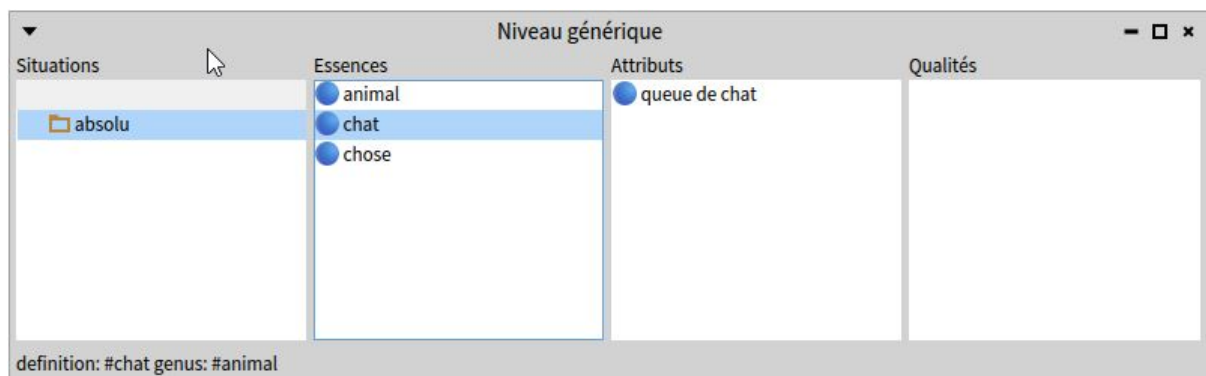 Niveau générique
Situations Essences Attributs Qualités
animal queue de chat
absolu chat
chose
definition: #chat genus: #animal